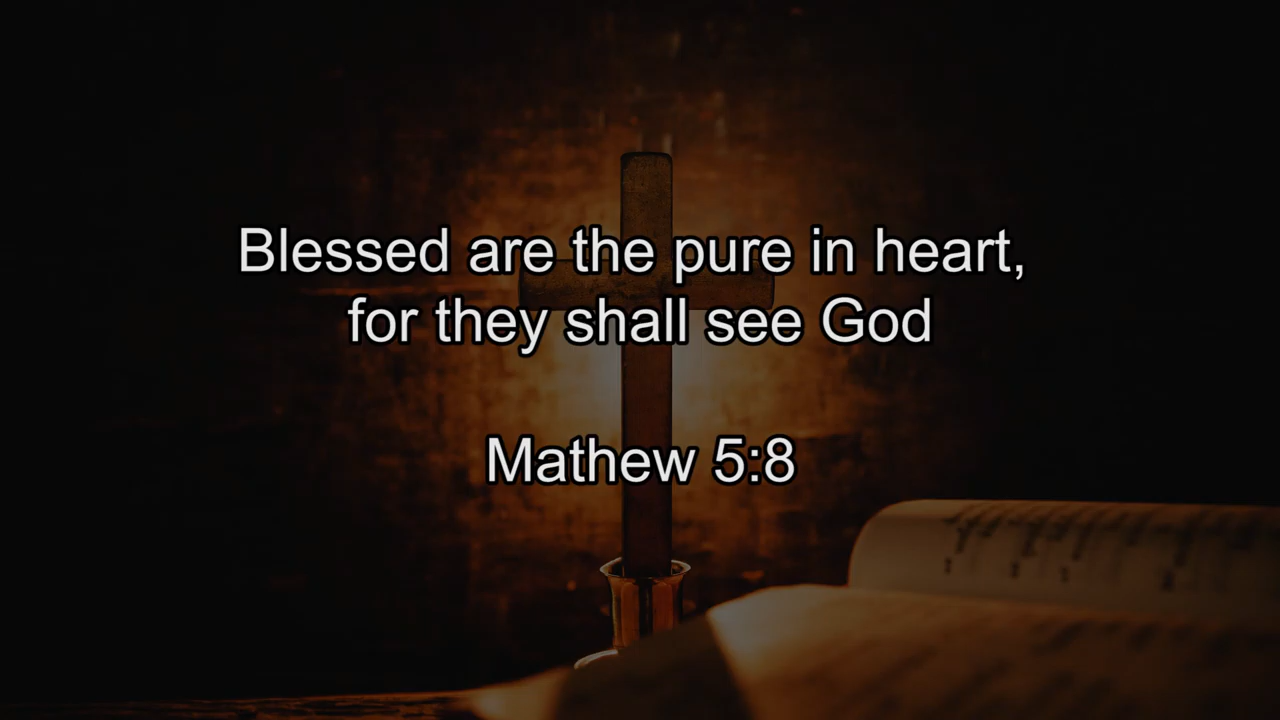 Blessed are the pure in heart,
for they shall see God
Mathew 5:8